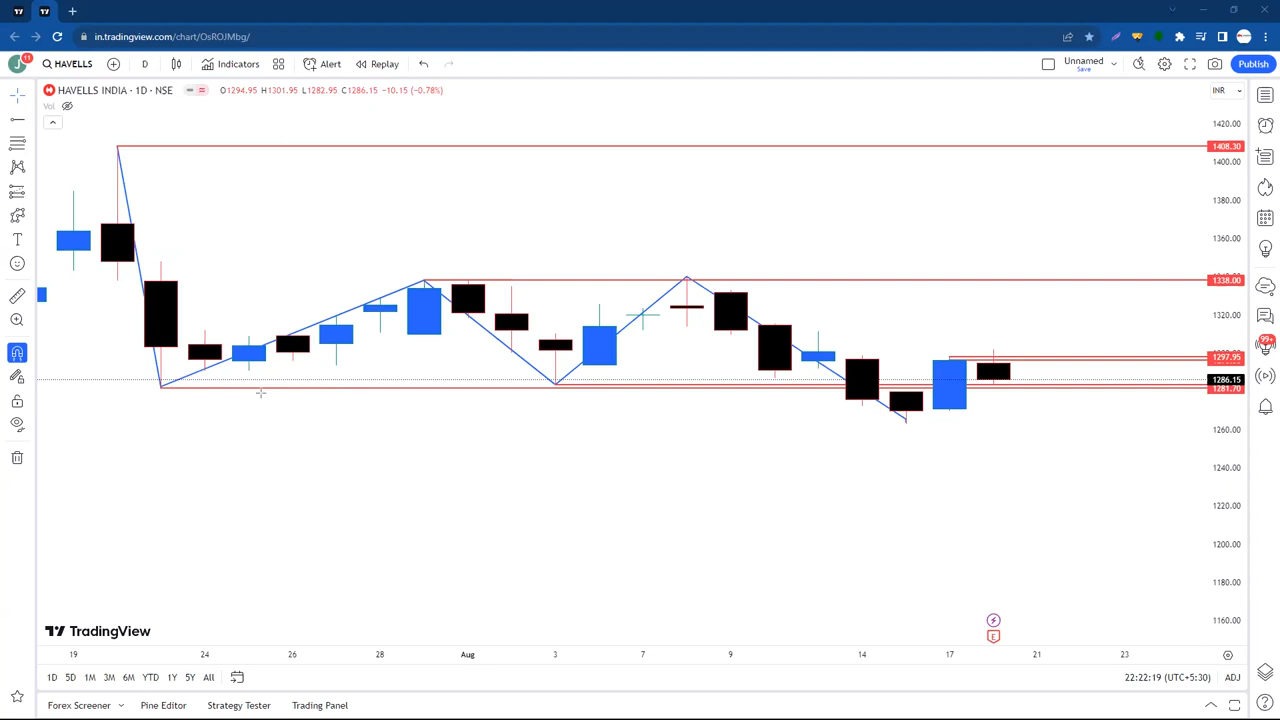 in.tradingview.com/chart/OsROJMbg/
J 11 HAVELLS D Indicators Alert Replay Unnamed Save Publish
HAVELLS INDIA · 1D · NSE O1294.95 H1301.95 L1282.95 C1286.15 −10.15 (−0.78%) INR
Vol
1420.00
1408.30
1400.00
1380.00
1360.00
1338.00
1320.00
99+
1297.95
1286.15
1281.70
1260.00
1240.00
1220.00
1200.00
1180.00
1160.00
E
TradingView
19 24 26 28 Aug 3 7 9 14 17 21 23
1D 5D 1M 3M 6M YTD 1Y 5Y All 22:22:19 (UTC+5:30) ADJ
Forex Screener Pine Editor Strategy Tester Trading Panel